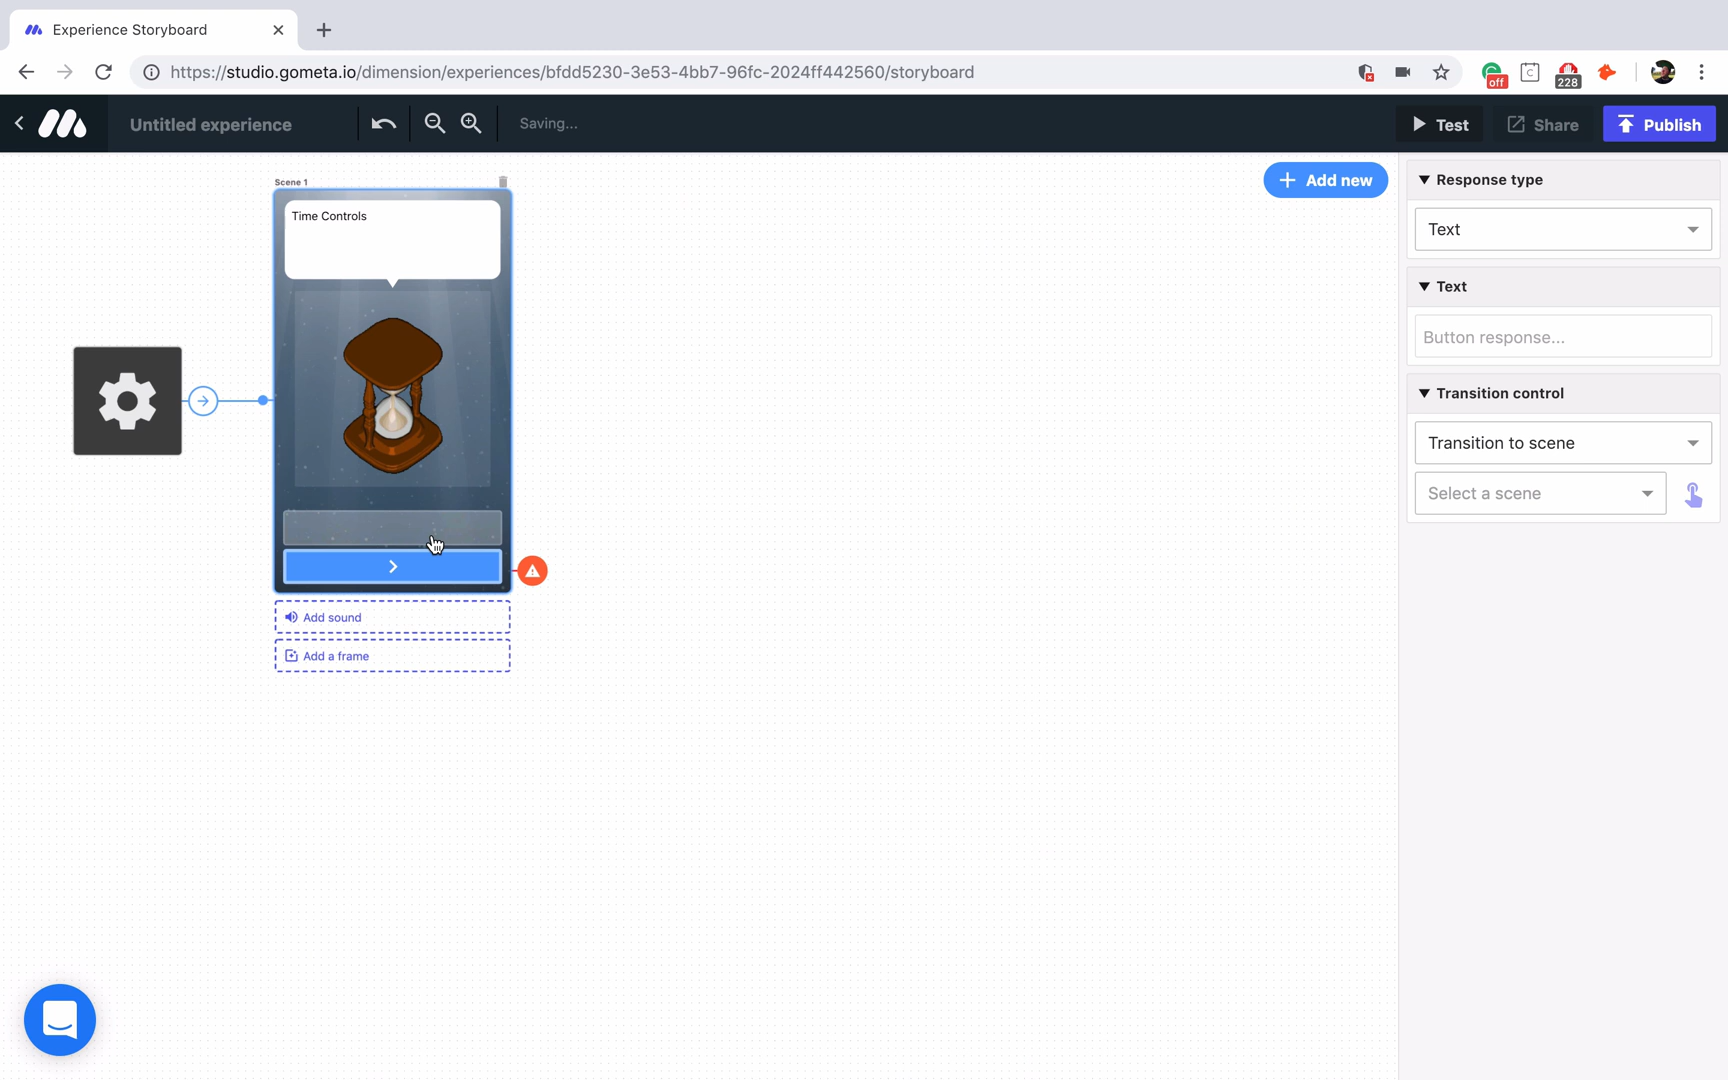 Experience Storyboard
https://studio.gometa.io/dimension/experiences/bfdd5230-3e53-4bb7-96fc-2024ff442560/storyboard
off
C
228
Untitled experience
Saving...
Test
Share
Publish
Scene 1
Add new
Time Controls
Add sound
Add a frame
Response type
Text
Text
Button response...
Transition control
Transition to scene
Select a scene